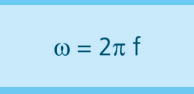 ω = 2π f